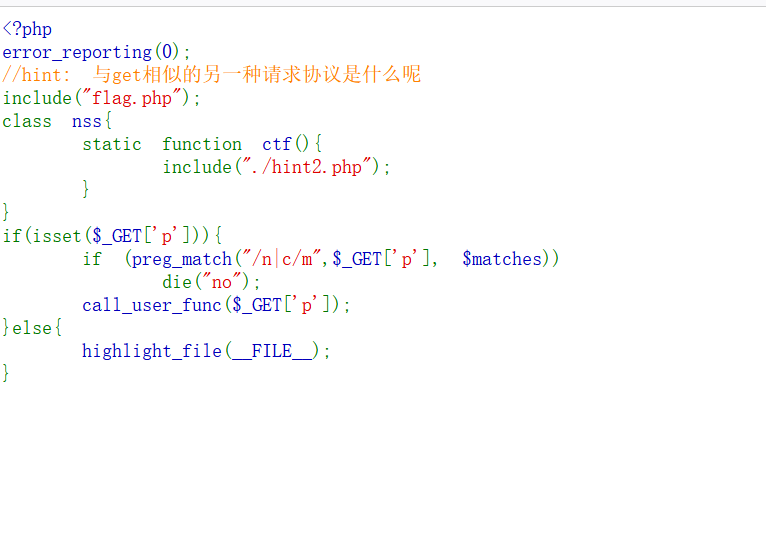 <?php
error_reporting(0);
//hint: 与get相似的另一种请求协议是什么呢
include("flag.php");
class nss{
        static function ctf(){
                include("./hint2.php");
        }
}
if(isset($_GET['p'])){
        if (preg_match("/n|c/m",$_GET['p'], $matches))
                die("no");
        call_user_func($_GET['p']);
}else{
        highlight_file(__FILE__);
}